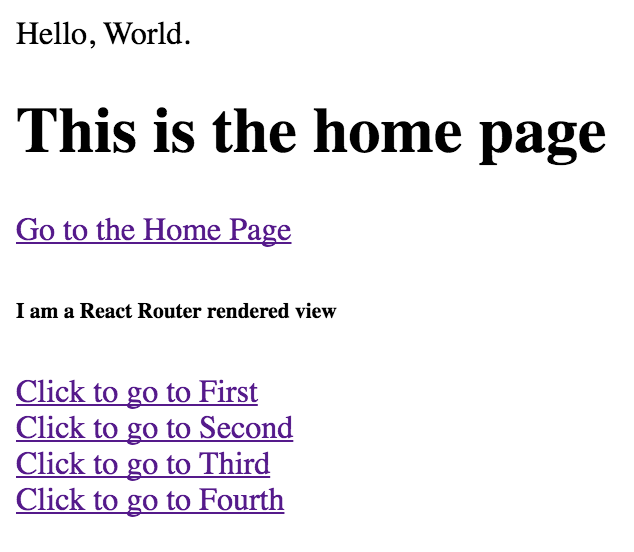 Hello, World.
This is the home page
Go to the Home Page
I am a React Router rendered view
Click to go to First
Click to go to Second
Click to go to Third
Click to go to Fourth